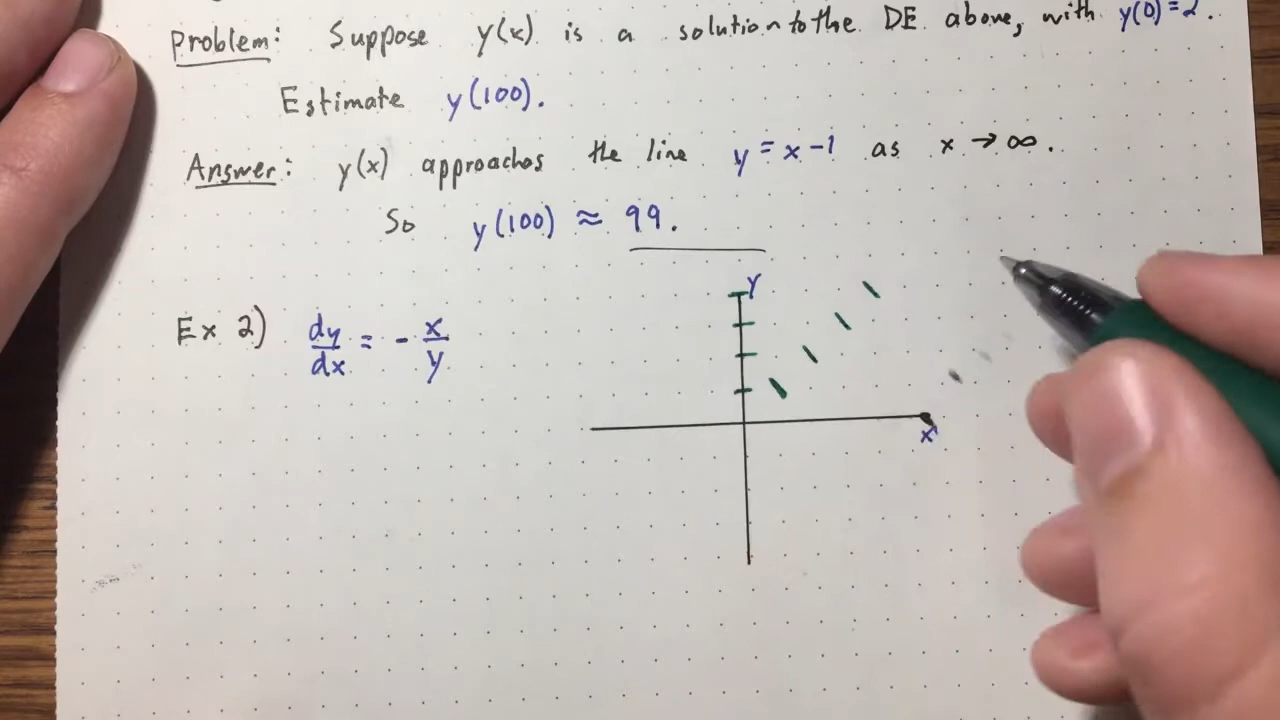 Problem: Suppose y(x) is a solution to the DE above, with y(0)=2.
Estimate y(100).
Answer: y(x) approaches the line y = x - 1 as x → ∞.
So y(100) ≈ 99.
Ex 2) dy/dx = - x/y
y
x